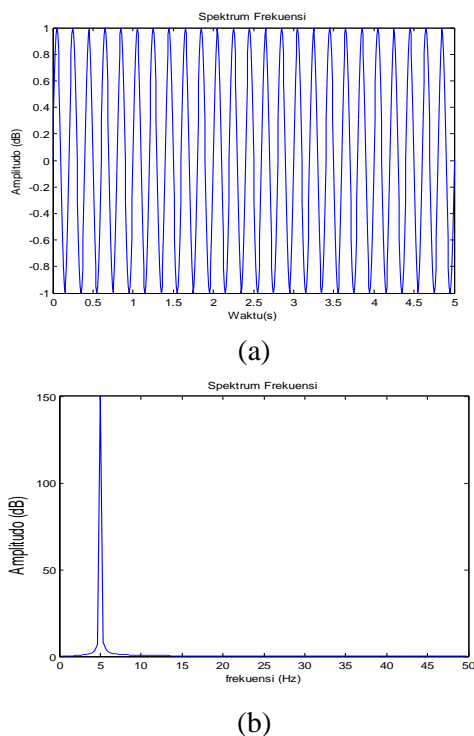 Spektrum Frekuensi
1
0.8
0.6
0.4
0.2
0
-0.2
-0.4
-0.6
-0.8
-1
Amplitudo (dB)
0 0.5 1 1.5 2 2.5 3 3.5 4 4.5 5
Waktu(s)
(a)
Spektrum Frekuensi
150
100
50
0
Amplitudo (dB)
0 5 10 15 20 25 30 35 40 45 50
frekuensi (Hz)
(b)